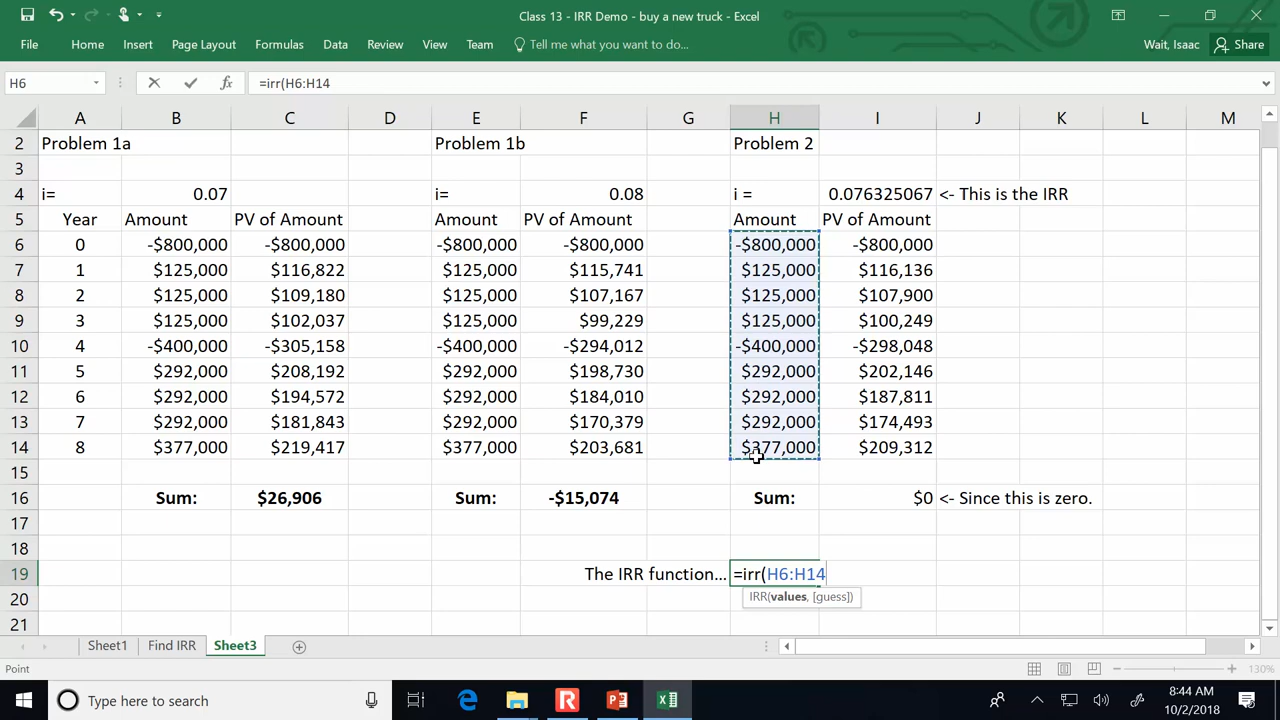 Class 13 - IRR Demo - buy a new truck - Excel
File Home Insert Page Layout Formulas Data Review View Team Tell me what you want to do... Wait, Isaac Share
H6 fx =irr(H6:H14
A B C D E F G H I J K L M
2 Problem 1a Problem 1b Problem 2
3
4 i= 0.07 i= 0.08 i = 0.076325067 <- This is the IRR
5 Year Amount PV of Amount Amount PV of Amount Amount PV of Amount
6 0 -$800,000 -$800,000 -$800,000 -$800,000 -$800,000 -$800,000
7 1 $125,000 $116,822 $125,000 $115,741 $125,000 $116,136
8 2 $125,000 $109,180 $125,000 $107,167 $125,000 $107,900
9 3 $125,000 $102,037 $125,000 $99,229 $125,000 $100,249
10 4 -$400,000 -$305,158 -$400,000 -$294,012 -$400,000 -$298,048
11 5 $292,000 $208,192 $292,000 $198,730 $292,000 $202,146
12 6 $292,000 $194,572 $292,000 $184,010 $292,000 $187,811
13 7 $292,000 $181,843 $292,000 $170,379 $292,000 $174,493
14 8 $377,000 $219,417 $377,000 $203,681 $377,000 $209,312
15
16 Sum: $26,906 Sum: -$15,074 Sum: $0 <- Since this is zero.
17
18
19 The IRR function... =irr(H6:H14
20 IRR(values, [guess])
21
Sheet1 Find IRR Sheet3
Point 130%
Type here to search 8:44 AM
10/2/2018